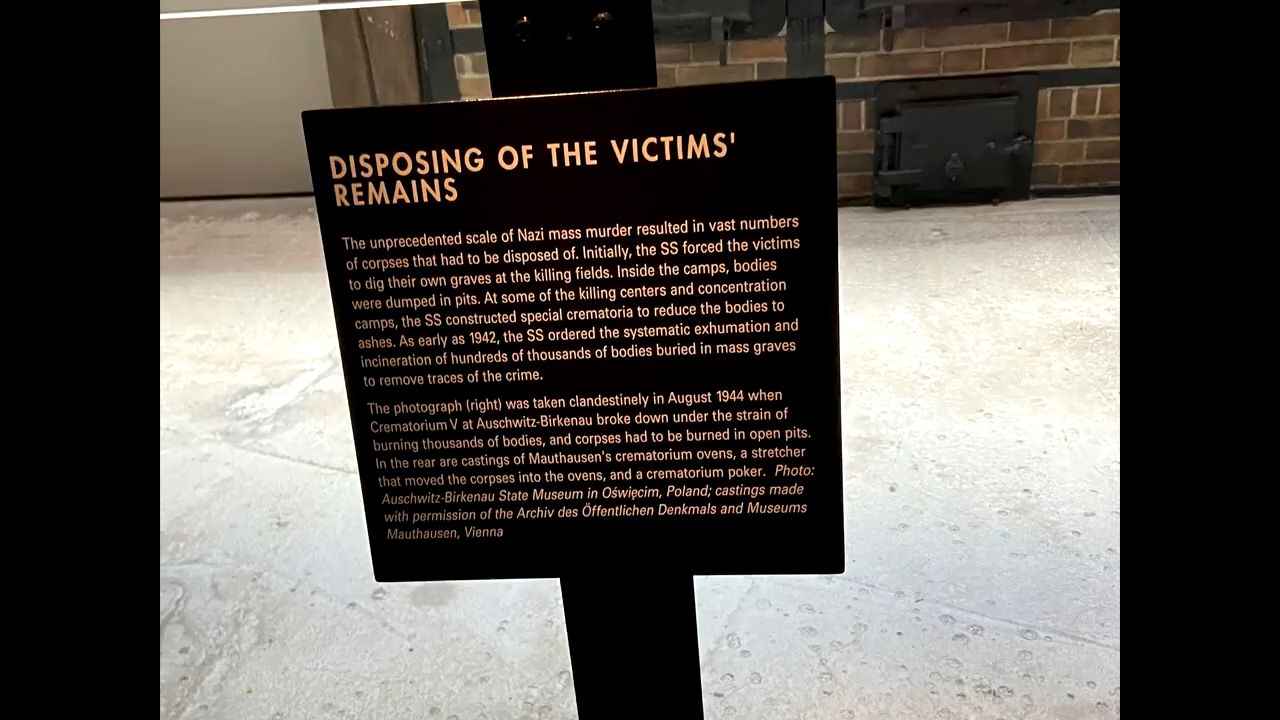 DISPOSING OF THE VICTIMS'
REMAINS
The unprecedented scale of Nazi mass murder resulted in vast numbers
of corpses that had to be disposed of. Initially, the SS forced the victims
to dig their own graves at the killing fields. Inside the camps, bodies
were dumped in pits. At some of the killing centers and concentration
camps, the SS constructed special crematoria to reduce the bodies to
ashes. As early as 1942, the SS ordered the systematic exhumation and
incineration of hundreds of thousands of bodies buried in mass graves
to remove traces of the crime.
The photograph (right) was taken clandestinely in August 1944 when
Crematorium V at Auschwitz-Birkenau broke down under the strain of
burning thousands of bodies, and corpses had to be burned in open pits.
In the rear are castings of Mauthausen's crematorium ovens, a stretcher
that moved the corpses into the ovens, and a crematorium poker. Photo:
Auschwitz-Birkenau State Museum in Oświęcim, Poland; castings made
with permission of the Archiv des Öffentlichen Denkmals and Museums
Mauthausen, Vienna